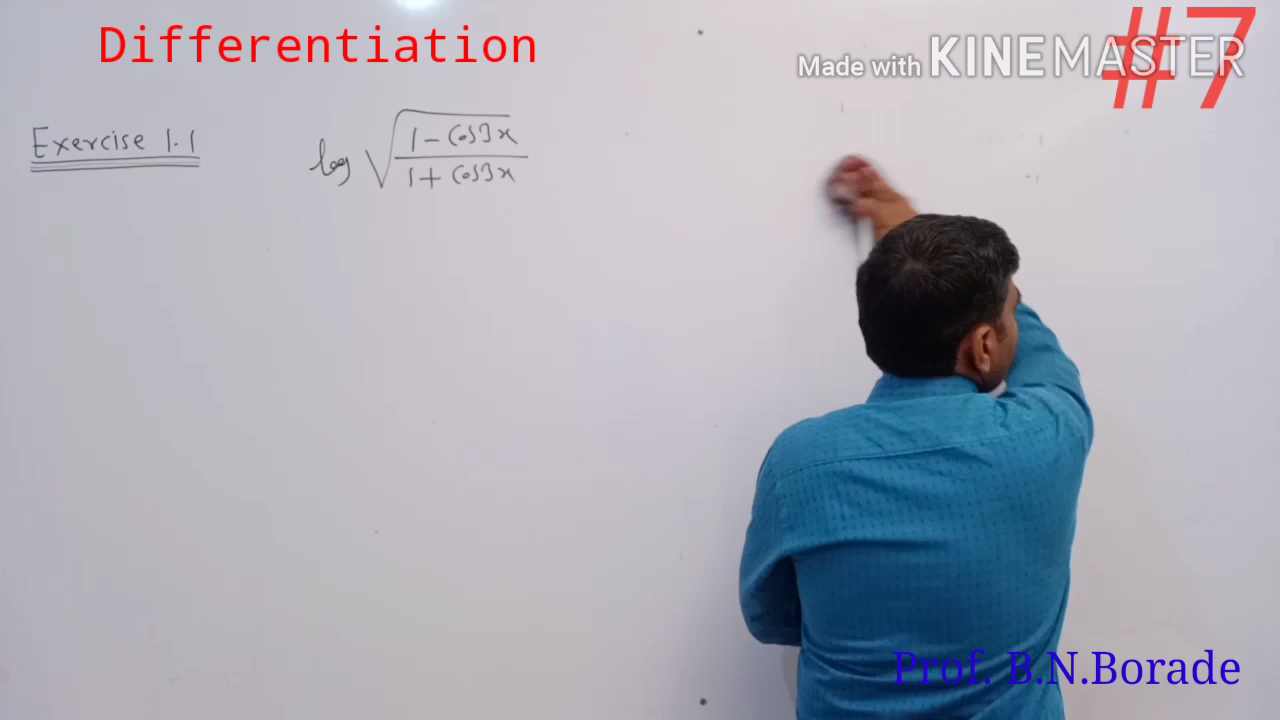 Differentiation
#7
Made with KINEMASTER
Exercise 1.1
log √(1 - Cos3x / 1 + Cos3x)
Prof. B.N.Borade